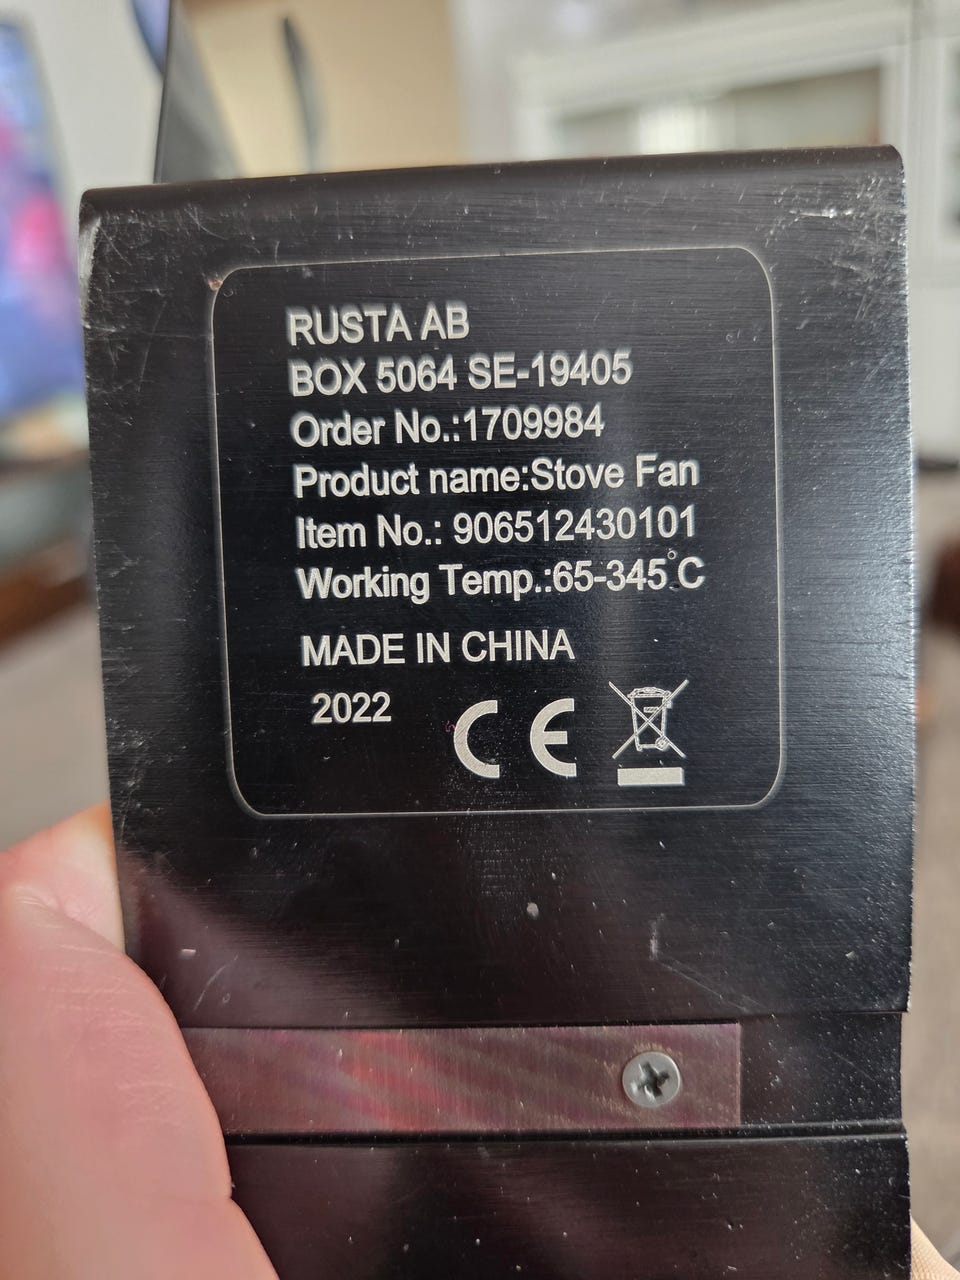 RUSTA AB
BOX 5064 SE-19405
Order No.:1709984
Product name:Stove Fan
Item No.: 906512430101
Working Temp.:65-345°C
MADE IN CHINA
2022
CE